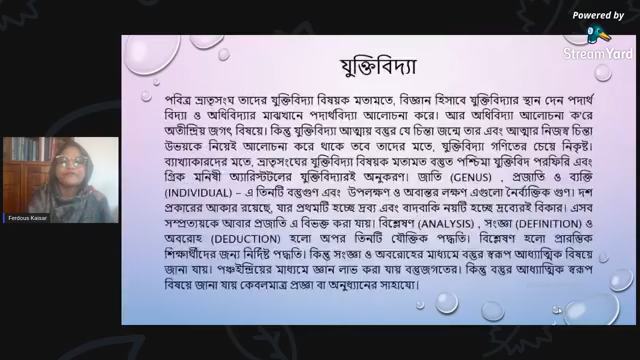 Powered by
StreamYard
যুক্তিবিদ্যা
পবিত্র ভ্রাতৃসংঘ তাদের যুক্তিবিদ্যা বিষয়ক মতামতে, বিজ্ঞান হিসাবে যুক্তিবিদ্যার স্থান দেন পদার্থ
বিদ্যা ও অধিবিদ্যার মাঝখানে পদার্থবিদ্যা আলোচনা করে। আর অধিবিদ্যা আলোচনা ক'রে
অতীন্দ্রিয় জগৎ বিষয়ে। কিন্তু যুক্তিবিদ্যা আত্মায় বস্তুর যে চিন্তা জন্মে তার এবং আত্মার নিজস্ব চিন্তা
উভয়কে নিয়েই আলোচনা করে থাকে তবে তাদের মতে, যুক্তিবিদ্যা গণিতের চেয়ে নিকৃষ্ট।
ব্যাখ্যাকারদের মতে, ভ্রাতৃসংঘের যুক্তিবিদ্যা বিষয়ক মতামত বস্তুত পশ্চিমা যুক্তিবিদ পরফিরি এবং
গ্রিক মনিষী অ্যারিস্টটলের যুক্তিবিদ্যারই অনুকরণ। জাতি (GENUS) , প্রজাতি ও ব্যক্তি
(INDIVIDUAL) – এ তিনটি বস্তুগুণ এবং উপলক্ষণ ও অবান্তর লক্ষণ এগুলো নৈর্ব্যক্তিক গুণ। দশ
প্রকারের আকার রয়েছে, যার প্রথমটি হচ্ছে দ্রব্য এবং বাদবাকি নয়টি হচ্ছে দ্রব্যেরই বিকার। এসব
সম্প্রত্যয়কে আবার প্রজাতি এ বিভক্ত করা যায়। বিশ্লেষণ (ANALYSIS) , সংজ্ঞা (DEFINITION) ও
অবরোহ (DEDUCTION) হলো অপর তিনটি যৌক্তিক পদ্ধতি। বিশ্লেষণ হলো প্রারম্ভিক
শিক্ষার্থীদের জন্য নির্দিষ্ট পদ্ধতি। কিন্তু সংজ্ঞা ও অবরোহের মাধ্যমে বস্তুর স্বরূপ আধ্যাত্মিক বিষয়ে
জানা যায়। পঞ্চইন্দ্রিয়ের মাধ্যমে জ্ঞান লাভ করা যায় বস্তুজগতের। কিন্তু বস্তুর আধ্যাত্মিক স্বরূপ
বিষয়ে জানা যায় কেবলমাত্র প্রজ্ঞা বা অনুধ্যানের সাহায্যে।
Ferdous Kaisar